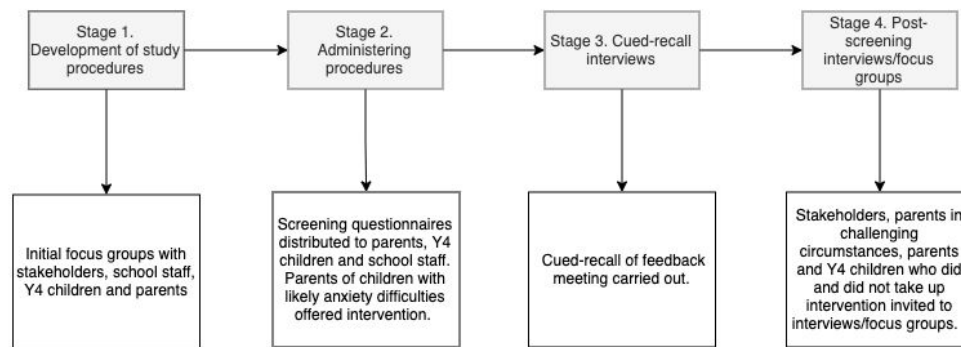 Stage 1.
Development of study
procedures
Stage 2.
Administering
procedures
Stage 3. Cued-recall
interviews
Stage 4. Post-
screening
interviews/focus
groups
Initial focus groups with
stakeholders, school staff,
Y4 children and parents
Screening questionnaires
distributed to parents, Y4
children and school staff.
Parents of children with
likely anxiety difficulties
offered intervention.
Cued-recall of feedback
meeting carried out.
Stakeholders, parents in
challenging
circumstances, parents
and Y4 children who did
and did not take up
intervention invited to
interviews/focus groups.